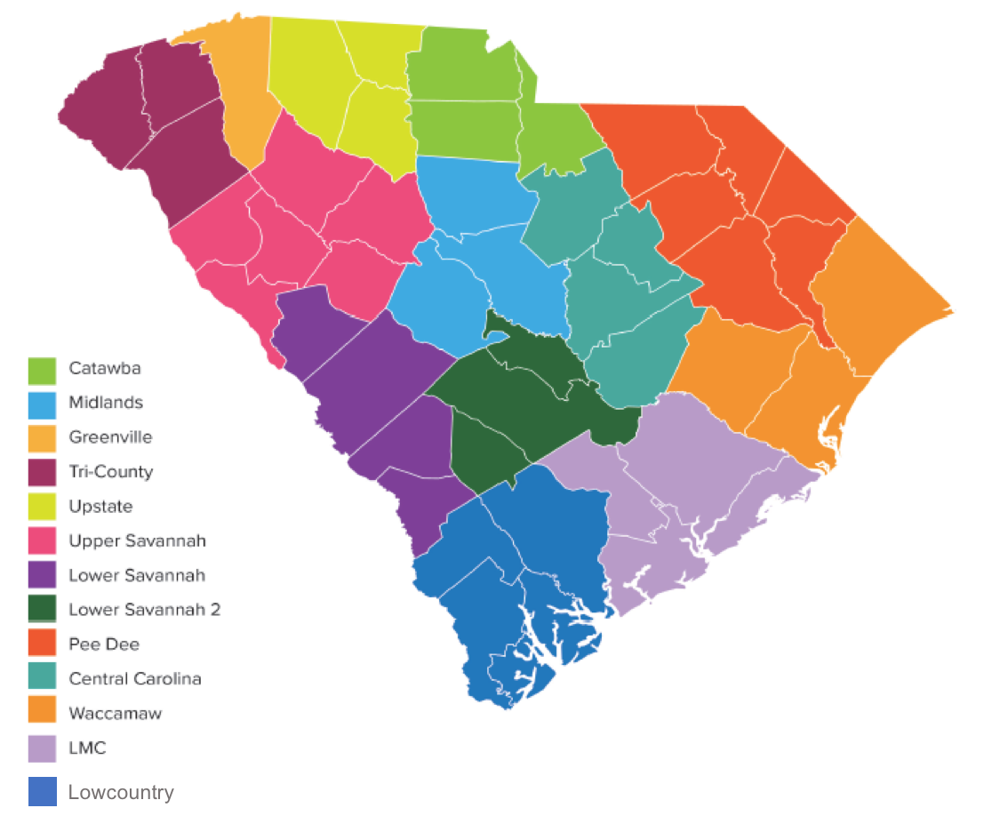 Catawba
Midlands
Greenville
Tri-County
Upstate
Upper Savannah
Lower Savannah
Lower Savannah 2
Pee Dee
Central Carolina
Waccamaw
LMC
Lowcountry